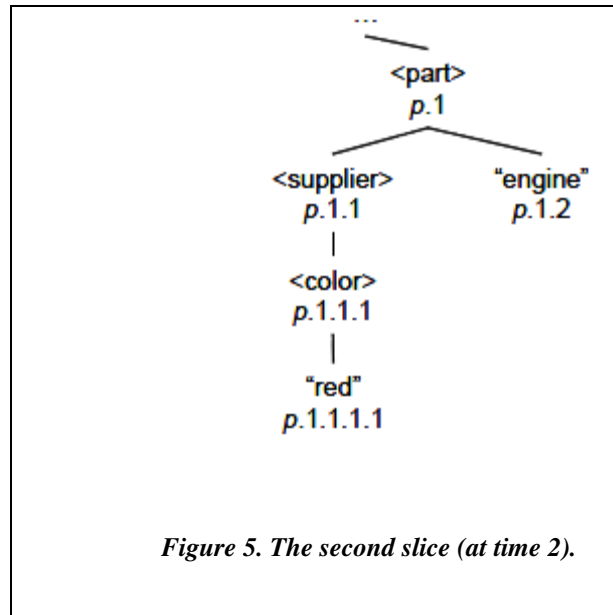 ...
<part>
p.1
<supplier> “engine”
p.1.1 p.1.2
<color>
p.1.1.1
“red”
p.1.1.1.1
Figure 5. The second slice (at time 2).